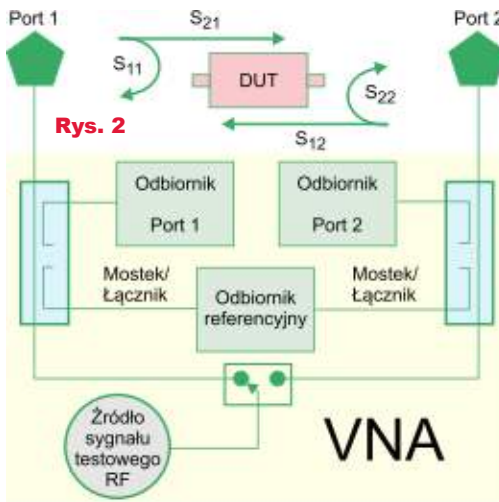 Port 1
Port 2
S21
S11
DUT
S22
S12
Rys. 2
Odbiornik
Port 1
Odbiornik
Port 2
Mostek/
Łącznik
Odbiornik
referencyjny
Mostek/
Łącznik
Źródło
sygnału
testowego
RF
VNA